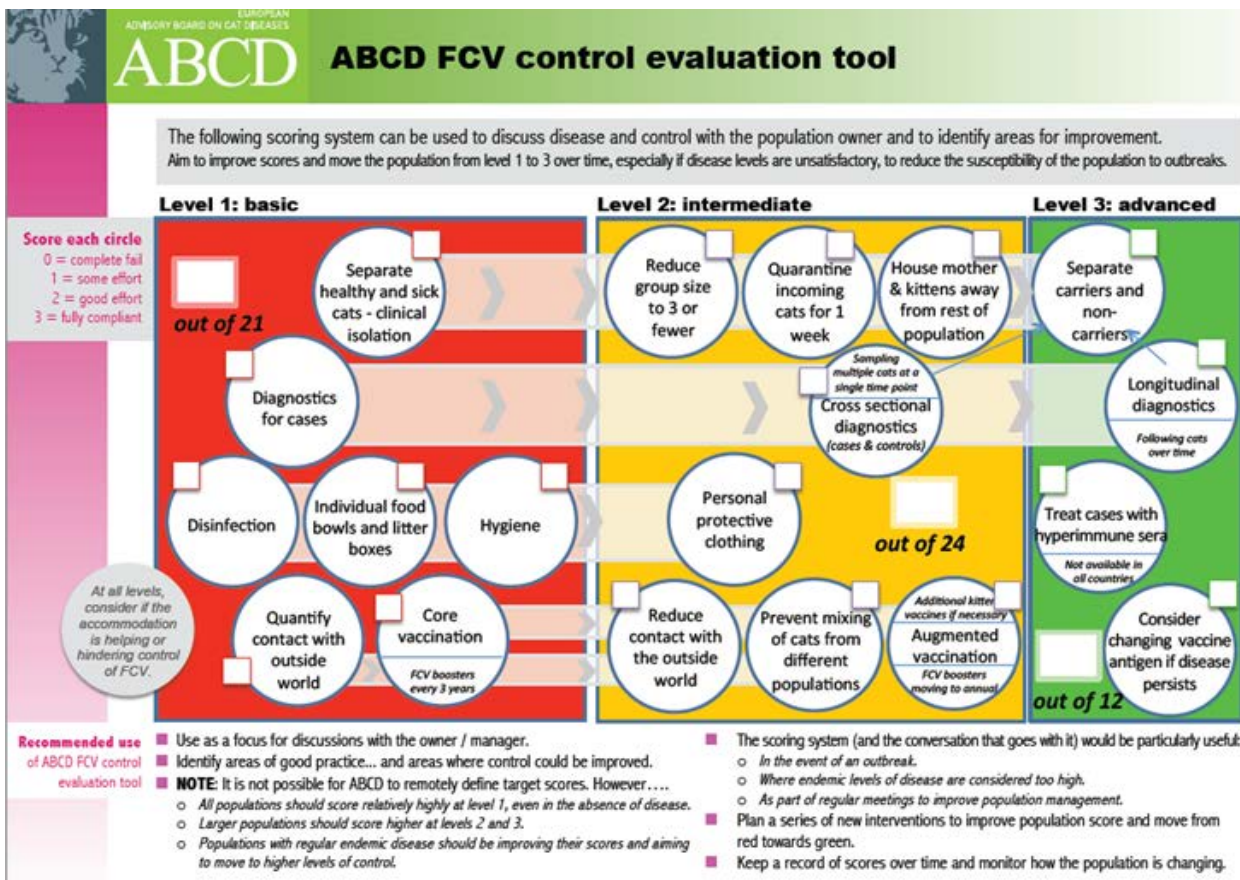 EUROPEAN
ADVISORY BOARD ON CAT DISEASES
ABCD
ABCD FCV control evaluation tool
The following scoring system can be used to discuss disease and control with the population owner and to identify areas for improvement.
Aim to improve scores and move the population from level 1 to 3 over time, especially if disease levels are unsatisfactory, to reduce the susceptibility of the population to outbreaks.
Level 1: basic
Level 2: intermediate
Level 3: advanced
Score each circle
0 = complete fail
1 = some effort
2 = good effort
3 = fully compliant
out of 21
Separate
healthy and sick
cats - clinical
isolation
Diagnostics
for cases
Disinfection
Individual food
bowls and litter
boxes
Hygiene
Quantify
contact with
outside
world
Core
vaccination
FCV boosters
every 3 years
At all levels,
consider if the
accommodation
is helping or
hindering control
of FCV.
Reduce
group size
to 3 or
fewer
Quarantine
incoming
cats for 1
week
House mother
& kittens away
from rest of
population
Sampling
multiple cats at a
single time point
Cross sectional
diagnostics
(cases & controls)
Personal
protective
clothing
out of 24
Reduce
contact with
the outside
world
Prevent mixing
of cats from
different
populations
Additional kitten
vaccines if necessary
Augmented
vaccination
FCV boosters
moving to annual
Separate
carriers and
non-
carriers
Longitudinal
diagnostics
Following cats
over time
Treat cases with
hyperimmune sera
Not available in
all countries
Consider
changing vaccine
antigen if disease
persists
out of 12
Recommended use
of ABCD FCV control
evaluation tool
Use as a focus for discussions with the owner / manager.
Identify areas of good practice... and areas where control could be improved.
NOTE: It is not possible for ABCD to remotely define target scores. However....
o All populations should score relatively highly at level 1, even in the absence of disease.
o Larger populations should score higher at levels 2 and 3.
o Populations with regular endemic disease should be improving their scores and aiming
to move to higher levels of control.
The scoring system (and the conversation that goes with it) would be particularly useful:
o In the event of an outbreak.
o Where endemic levels of disease are considered too high.
o As part of regular meetings to improve population management.
Plan a series of new interventions to improve population score and move from
red towards green.
Keep a record of scores over time and monitor how the population is changing.